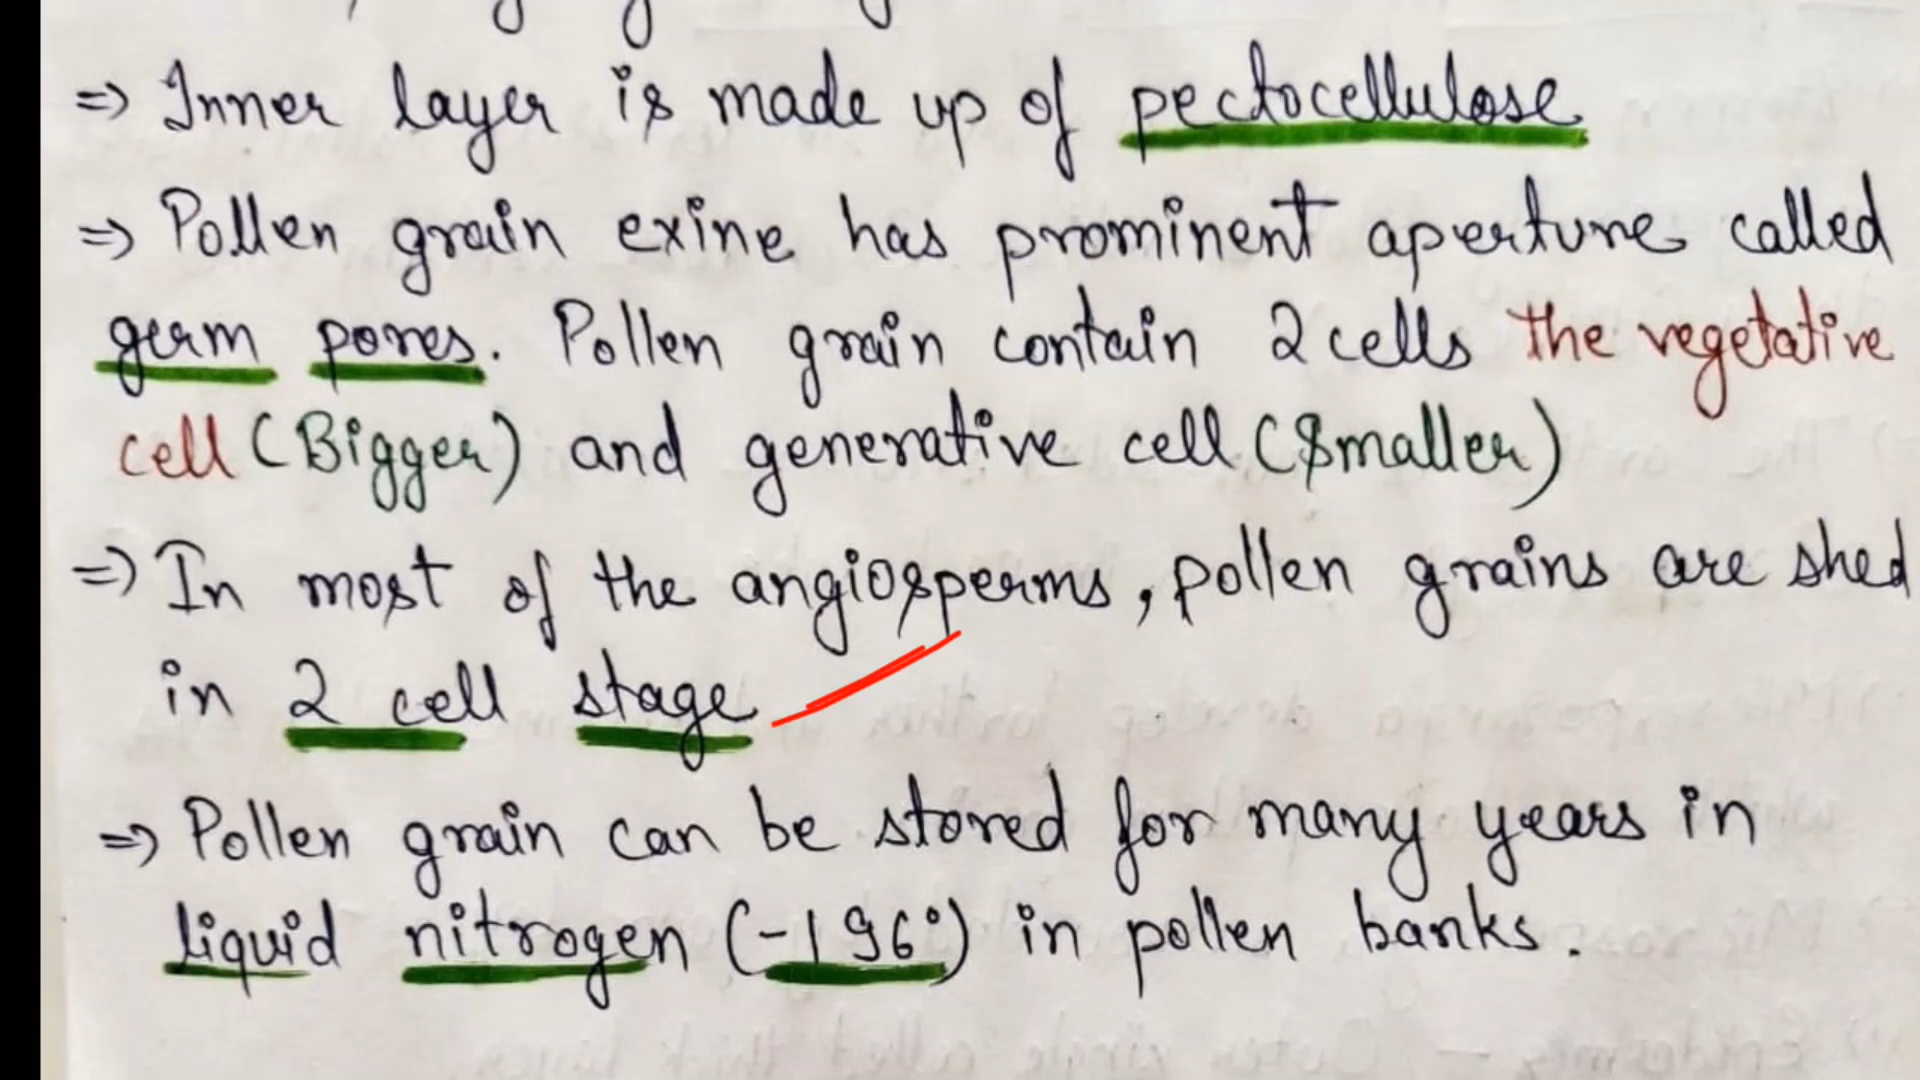 => Inner layer is made up of pectocellulose
=> Pollen grain exine has prominent aperture called
germ pores. Pollen grain contain 2 cells the vegetative
cell (Bigger) and generative cell (Smaller)
=> In most of the angiosperms, pollen grains are shed
in 2 cell stage
=> Pollen grain can be stored for many years in
liquid nitrogen (-196°) in pollen banks.